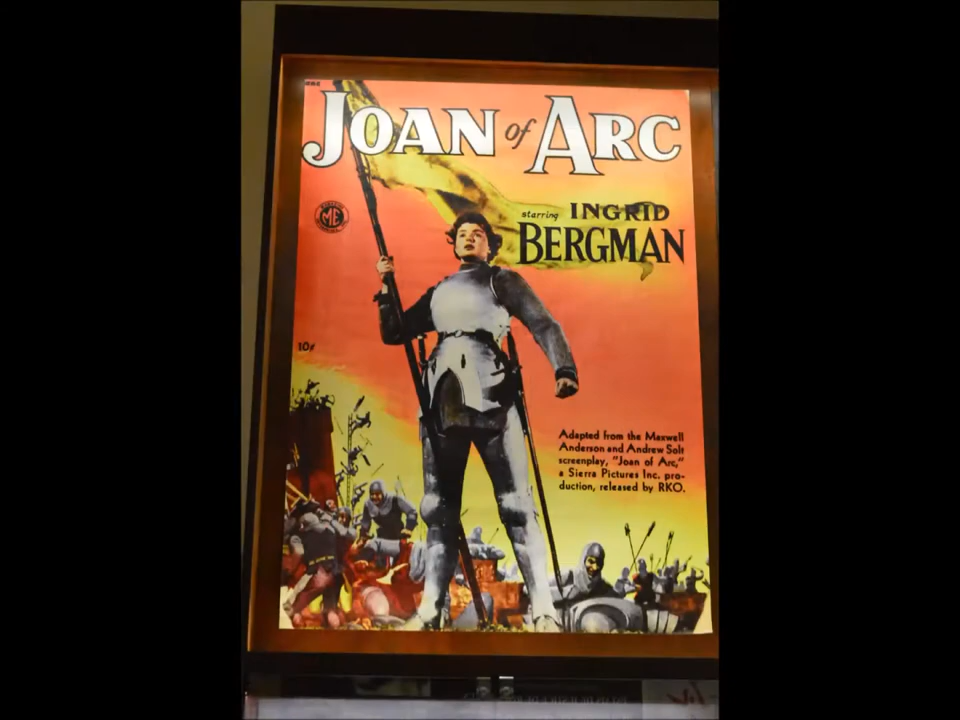 JOAN of ARC
starring INGRID
BERGMAN
ME
10¢
Adapted from the Maxwell
Anderson and Andrew Solt
screenplay, "Joan of Arc,"
a Sierra Pictures Inc. pro-
duction, released by RKO.